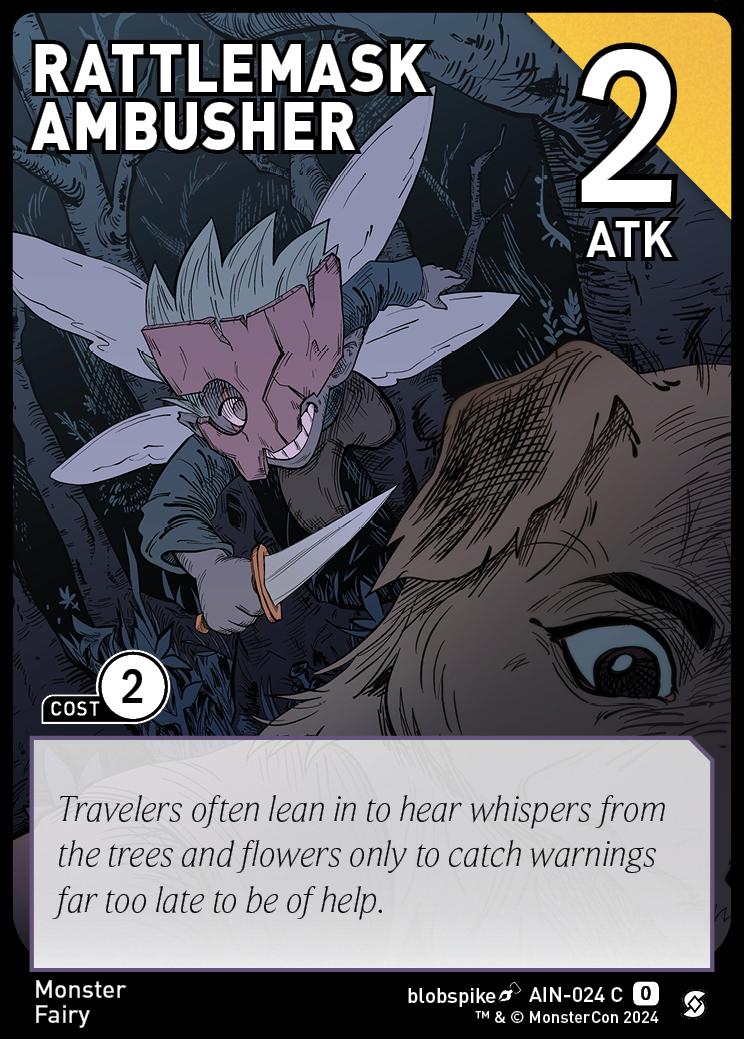 RATTLEMASK
AMBUSHER
2
ATK
COST 2
Travelers often lean in to hear whispers from
the trees and flowers only to catch warnings
far too late to be of help.
Monster
Fairy
blobspike AIN-024 C 0
™ & © MonsterCon 2024